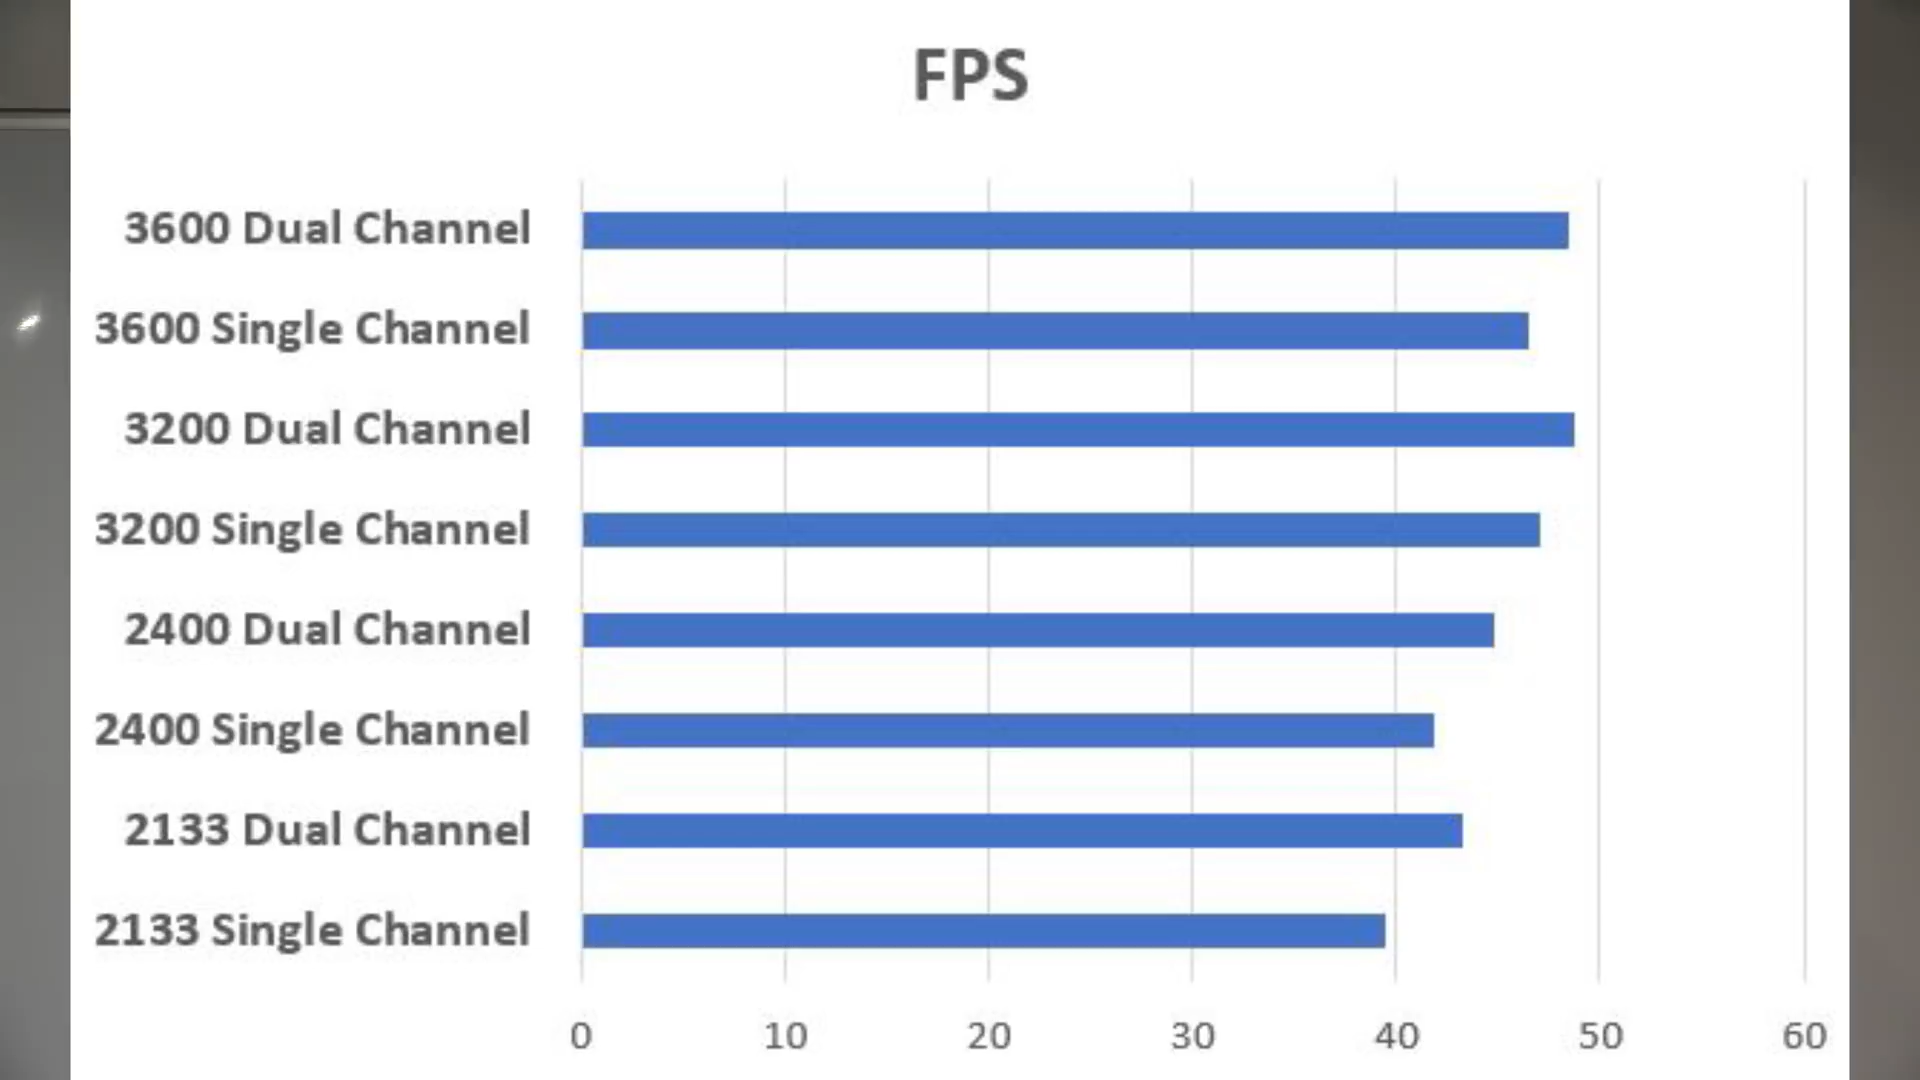 FPS
3600 Dual Channel
3600 Single Channel
3200 Dual Channel
3200 Single Channel
2400 Dual Channel
2400 Single Channel
2133 Dual Channel
2133 Single Channel
0 10 20 30 40 50 60